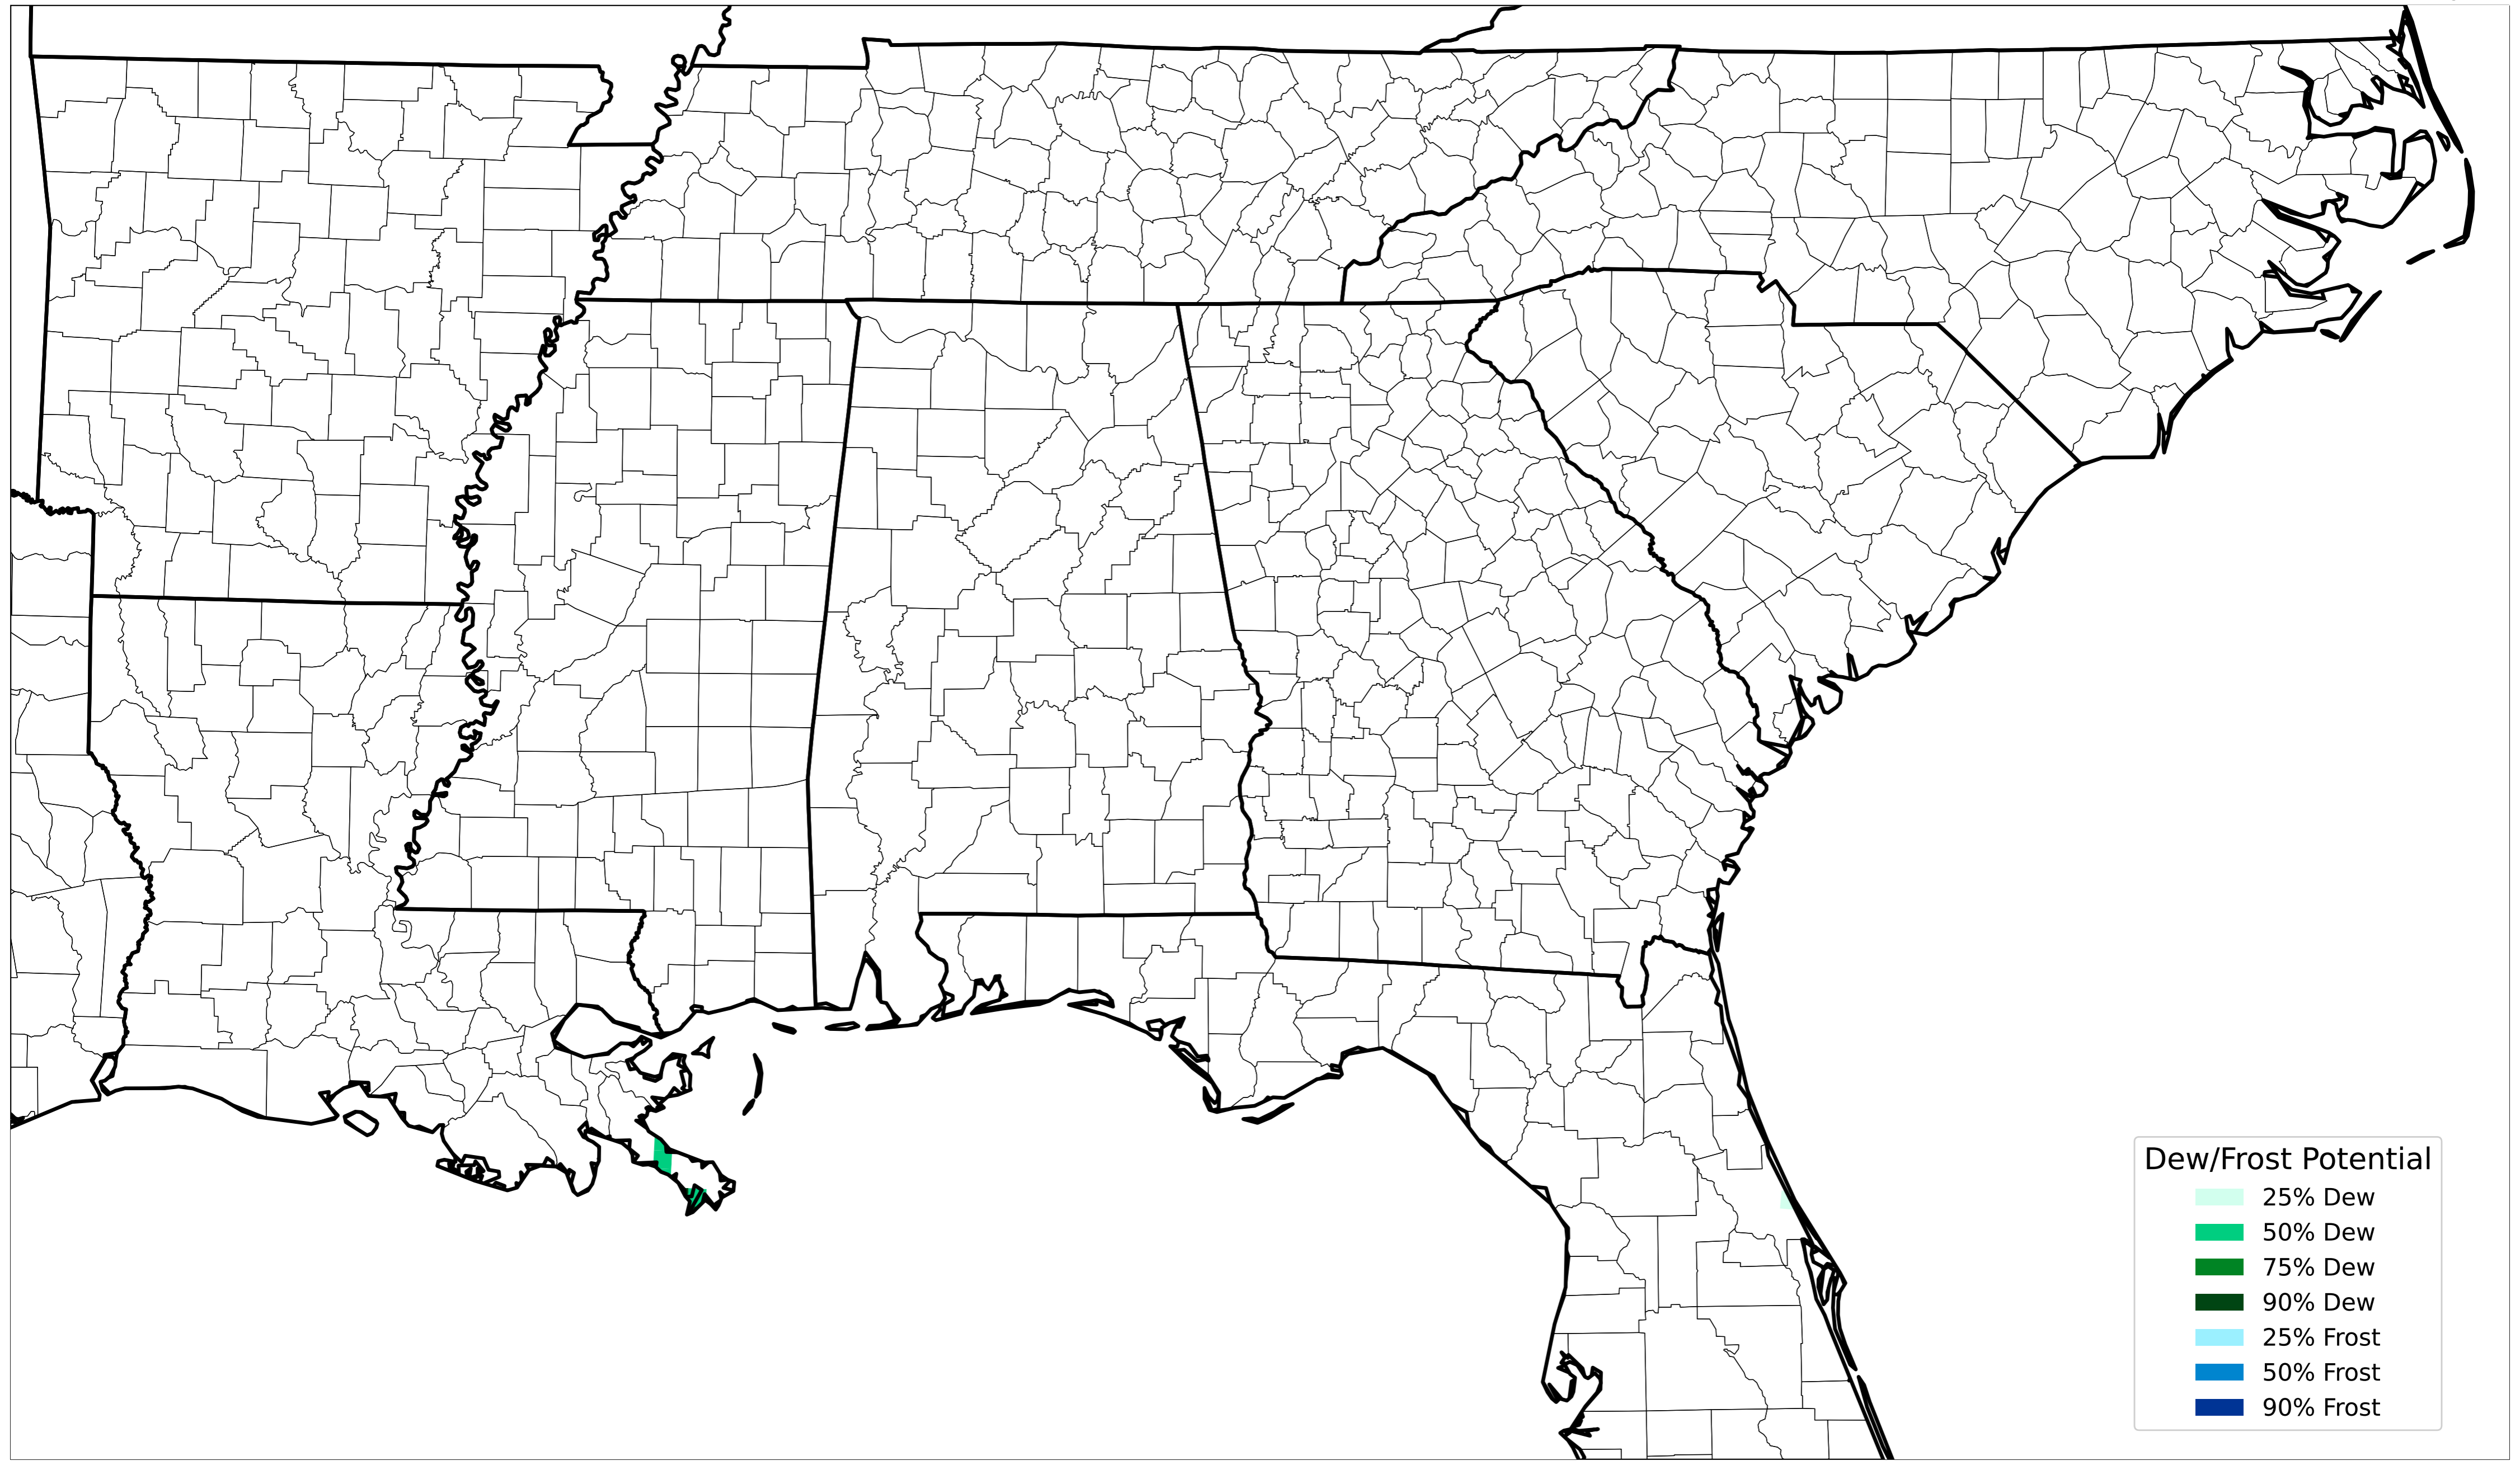 Dew/Frost Potential
25% Dew
50% Dew
75% Dew
90% Dew
25% Frost
50% Frost
90% Frost